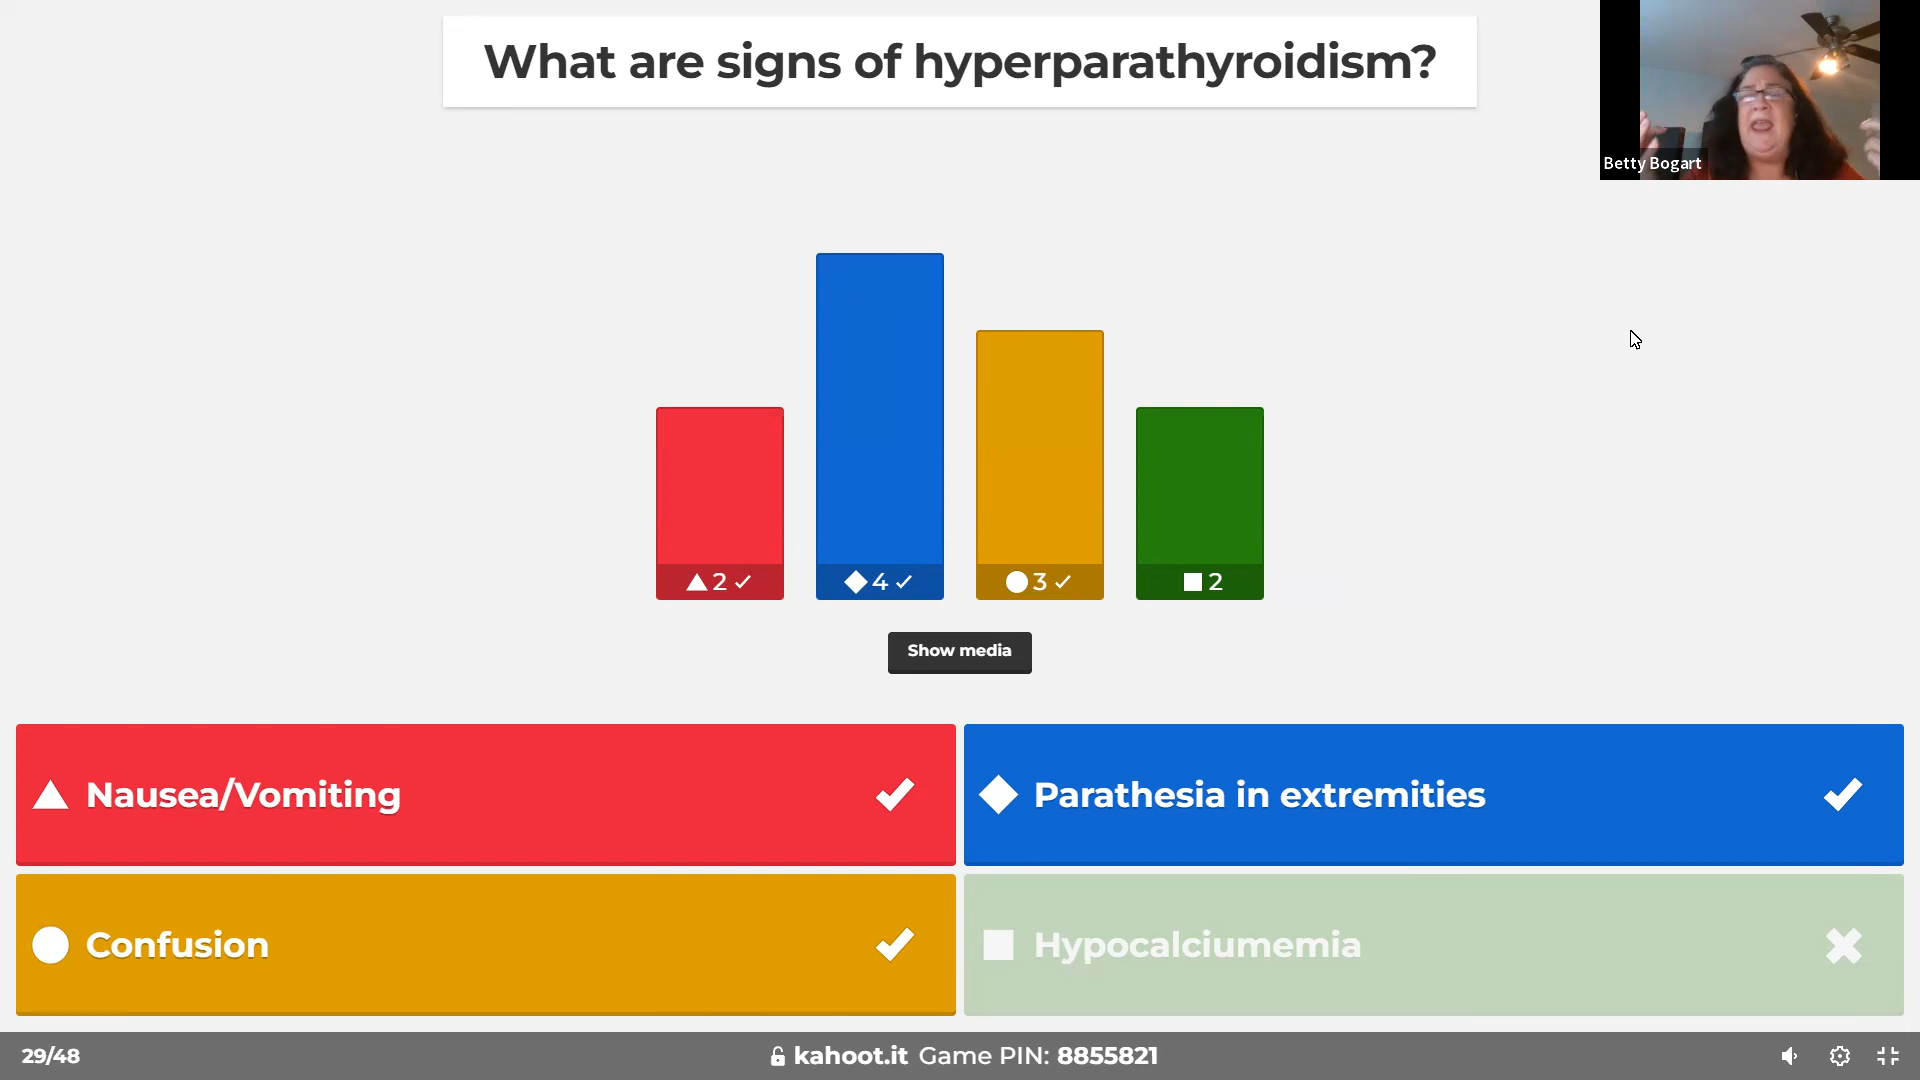 What are signs of hyperparathyroidism?
Betty Bogart
2
4
3
2
Show media
Nausea/Vomiting
Parathesia in extremities
Confusion
Hypocalciumemia
29/48
kahoot.it Game PIN: 8855821